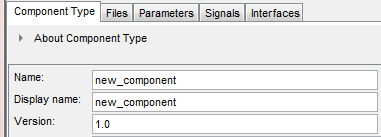 Component Type Files Parameters Signals Interfaces
About Component Type
Name: new_component
Display name: new_component
Version: 1.0